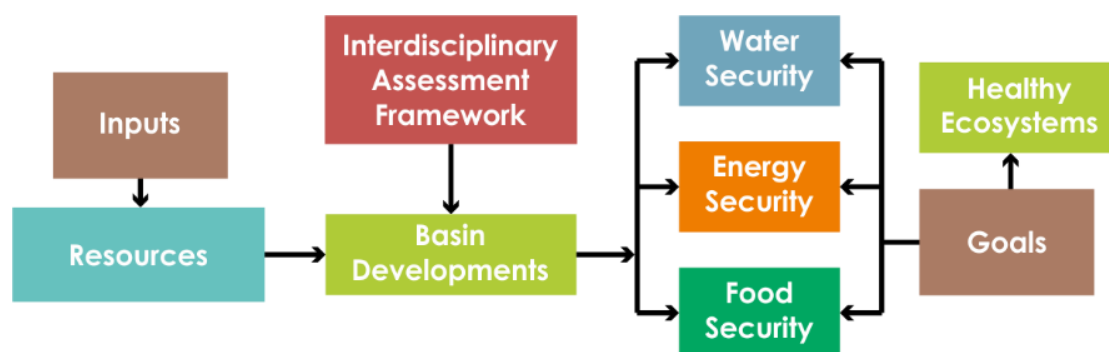 Inputs
Resources
Interdisciplinary
Assessment
Framework
Basin
Developments
Water
Security
Energy
Security
Food
Security
Healthy
Ecosystems
Goals